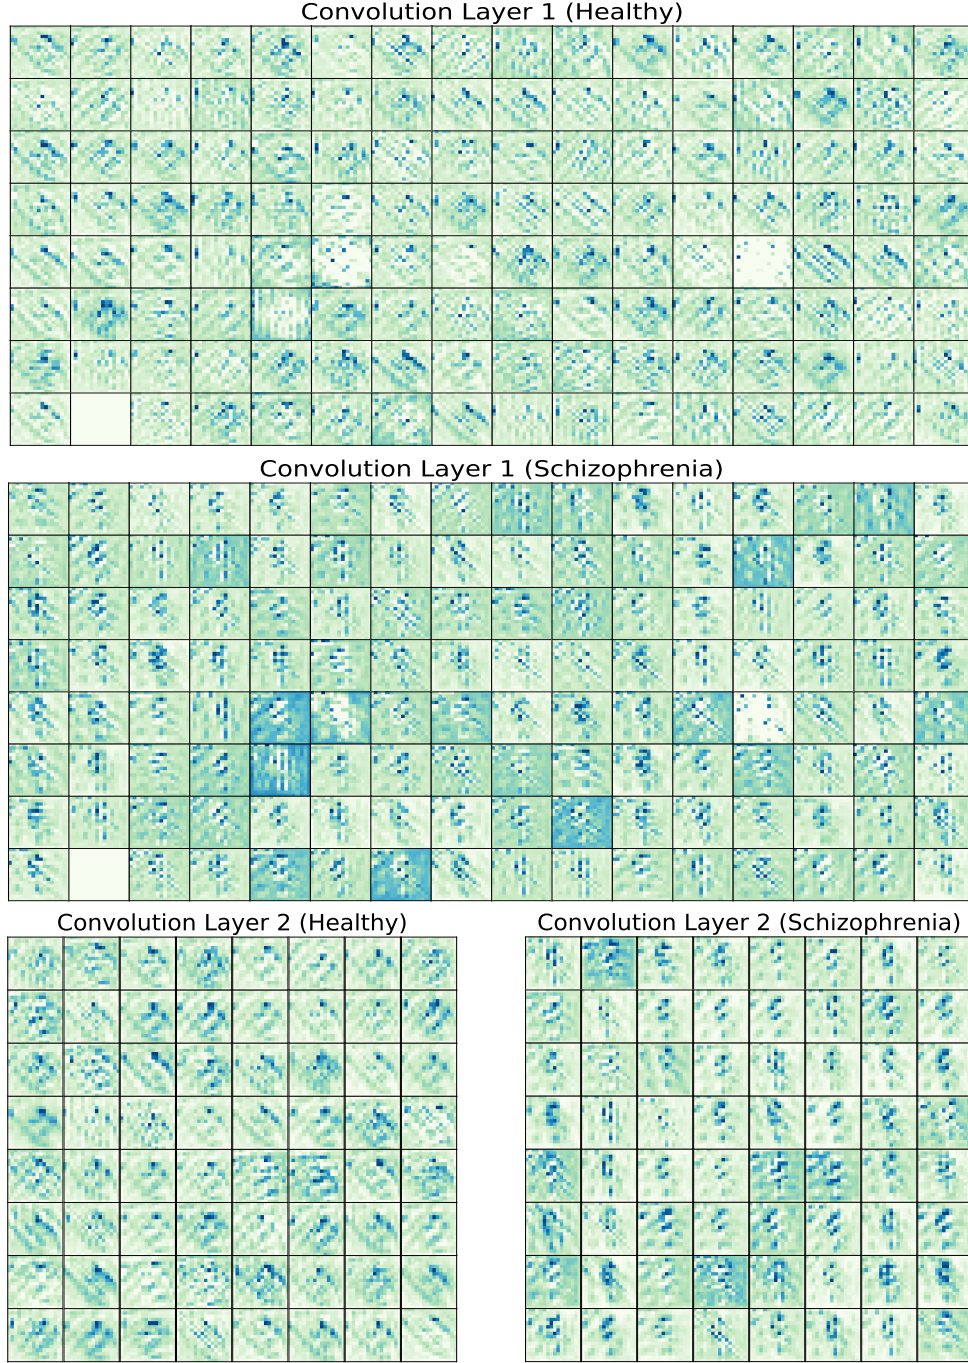 Convolution Layer 1 (Healthy)
Convolution Layer 1 (Schizophrenia)
Convolution Layer 2 (Healthy)
Convolution Layer 2 (Schizophrenia)